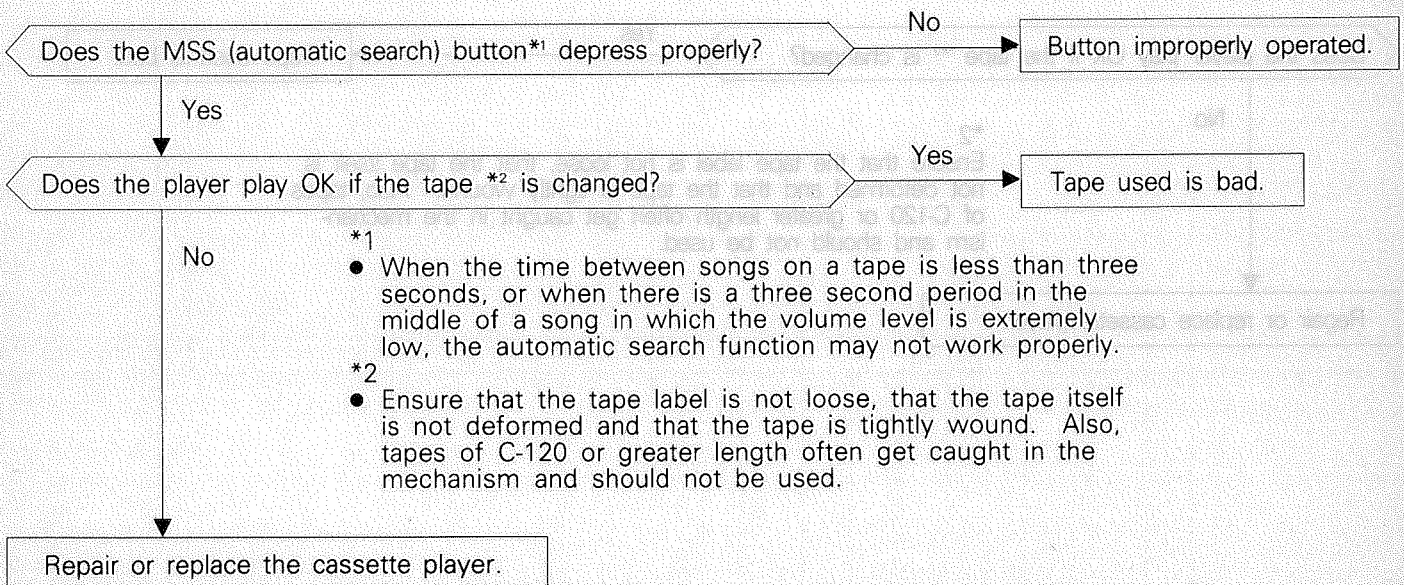 Does the MSS (automatic search) button*1 depress properly?
No
Button improperly operated.
Yes
Does the player play OK if the tape *2 is changed?
Yes
Tape used is bad.
No
*1
● When the time between songs on a tape is less than three
seconds, or when there is a three second period in the
middle of a song in which the volume level is extremely
low, the automatic search function may not work properly.
*2
● Ensure that the tape label is not loose, that the tape itself
is not deformed and that the tape is tightly wound. Also,
tapes of C-120 or greater length often get caught in the
mechanism and should not be used.
Repair or replace the cassette player.